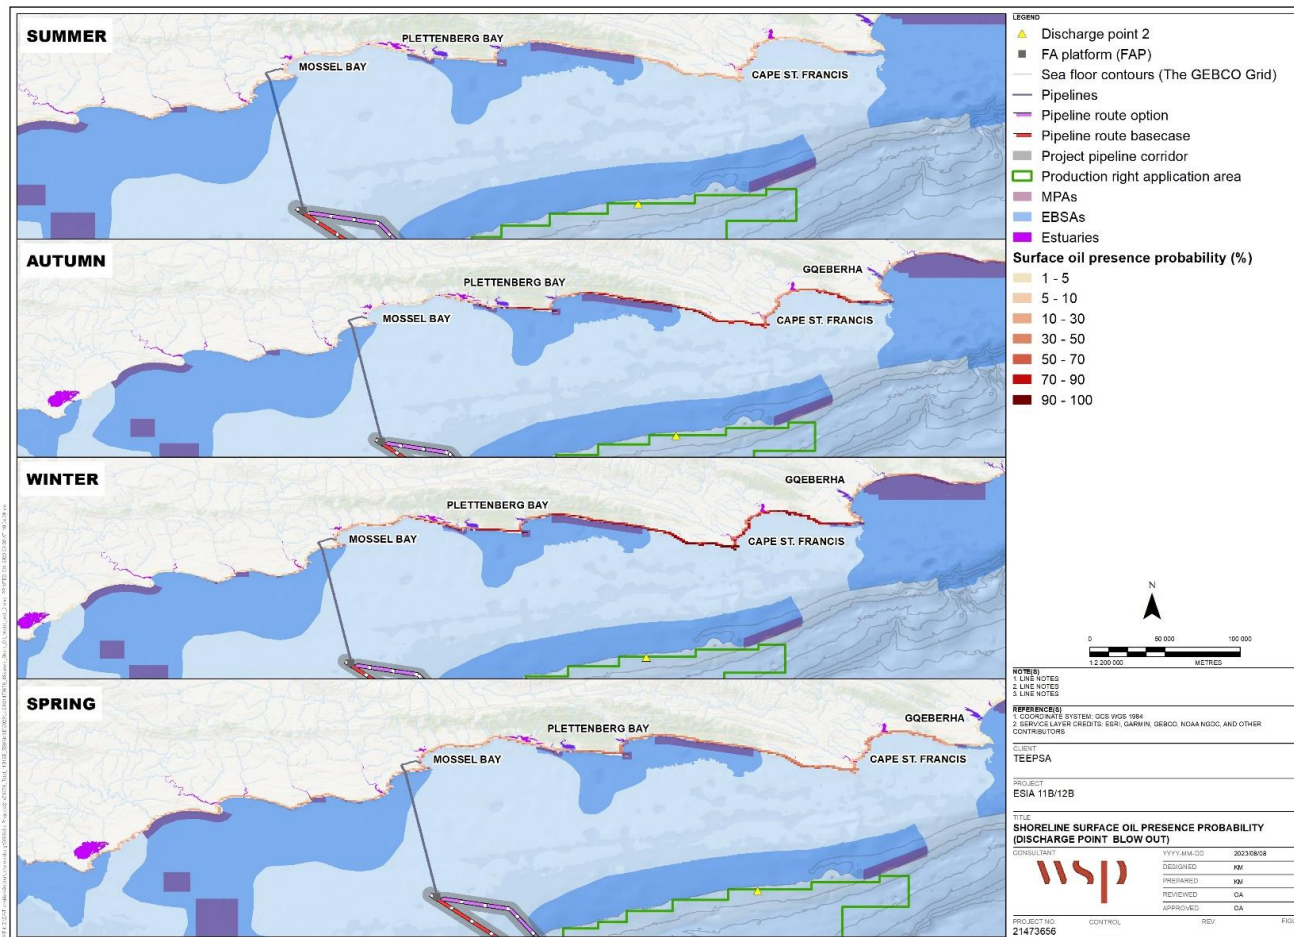 SUMMER
PLETTENBERG BAY
MOSSEL BAY
CAPE ST. FRANCIS
AUTUMN
GQEBERHA
PLETTENBERG BAY
MOSSEL BAY
CAPE ST. FRANCIS
WINTER
GQEBERHA
PLETTENBERG BAY
MOSSEL BAY
CAPE ST. FRANCIS
SPRING
GQEBERHA
PLETTENBERG BAY
MOSSEL BAY
CAPE ST. FRANCIS
LEGEND
Discharge point 2
FA platform (FAP)
Sea floor contours (The GEBCO Grid)
Pipelines
Pipeline route option
Pipeline route basecase
Project pipeline corridor
Production right application area
MPAs
EBSAs
Estuaries
Surface oil presence probability (%)
1 - 5
5 - 10
10 - 30
30 - 50
50 - 70
70 - 90
90 - 100
N
0 50 000 100 000
1:2 200 000 METRES
NOTE(S)
1. LINE NOTES
2. LINE NOTES
3. LINE NOTES
REFERENCE(S)
1. COORDINATE SYSTEM: GCS WGS 1984
2. SERVICE LAYER CREDITS: ESRI, GARMIN, GEBCO, NOAA NGDC, AND OTHER
CONTRIBUTORS
CLIENT
TEEPSA
PROJECT
ESIA 11B/12B
TITLE
SHORELINE SURFACE OIL PRESENCE PROBABILITY
(DISCHARGE POINT BLOW OUT)
CONSULTANT
wsp
YYYY-MM-DD 2023/08/08
DESIGNED KM
PREPARED KM
REVIEWED OA
APPROVED OA
PROJECT NO. CONTROL REV. FIGU
21473656